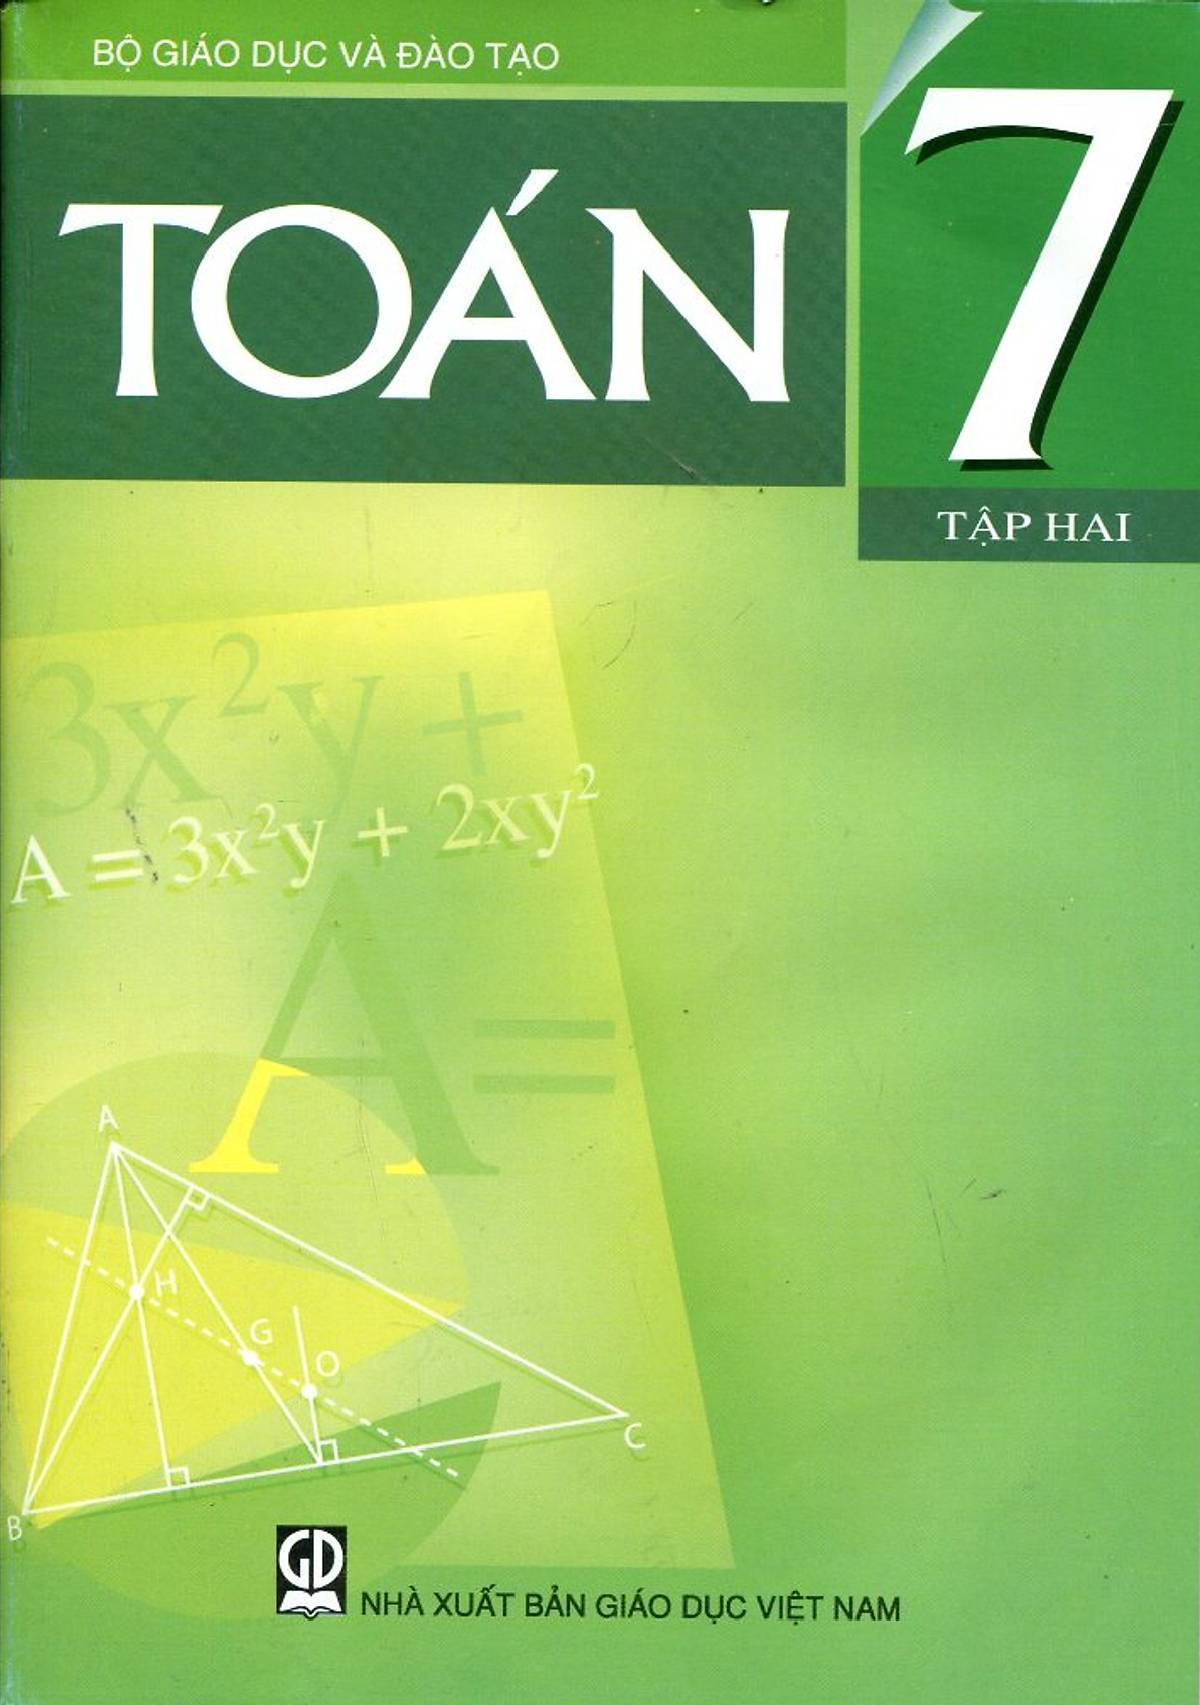 BỘ GIÁO DỤC VÀ ĐÀO TẠO
TOÁN
7
TẬP HAI
3x²y +
A = 3x²y + 2xy²
A =
A
H
G
O
C
B
GD
NHÀ XUẤT BẢN GIÁO DỤC VIỆT NAM